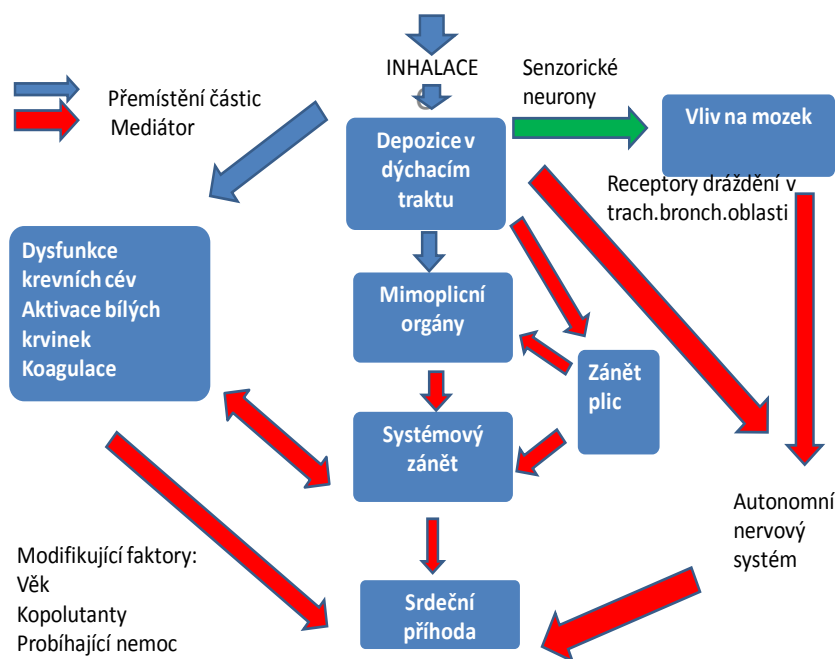 INHALACE
Přemístění částic
Mediátor
Senzorické
neurony
Depozice v
dýchacím
traktu
Vliv na mozek
Receptory dráždění v
trach.bronch.oblasti
Dysfunkce
krevních cév
Aktivace bílých
krvinek
Koagulace
Mimoplicní
orgány
Zánět
plic
Systémový
zánět
Autonomní
nervový
systém
Modifikující faktory:
Věk
Kopolutanty
Probíhající nemoc
Srdeční
příhoda